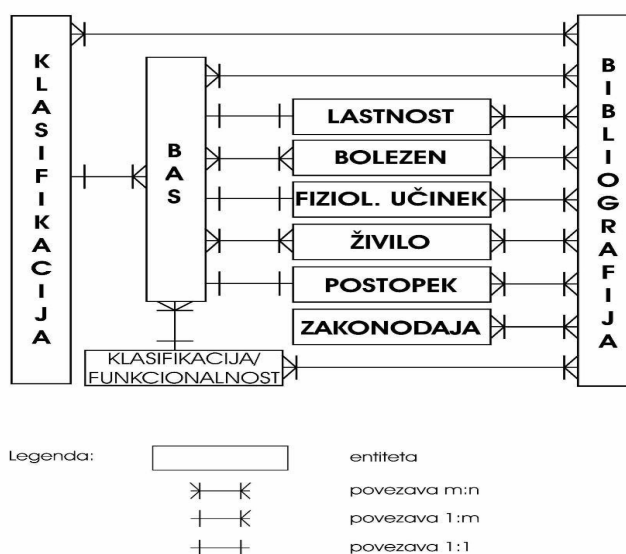 KLASIFIKACIJA
BAS
LASTNOST
BOLEZEN
FIZIOL. UČINEK
ŽIVILO
POSTOPEK
ZAKONODAJA
KLASIFIKACIJA/
FUNKCIONALNOST
BIBLIOGRAFIJA
Legenda:
entiteta
povezava m:n
povezava 1:m
povezava 1:1